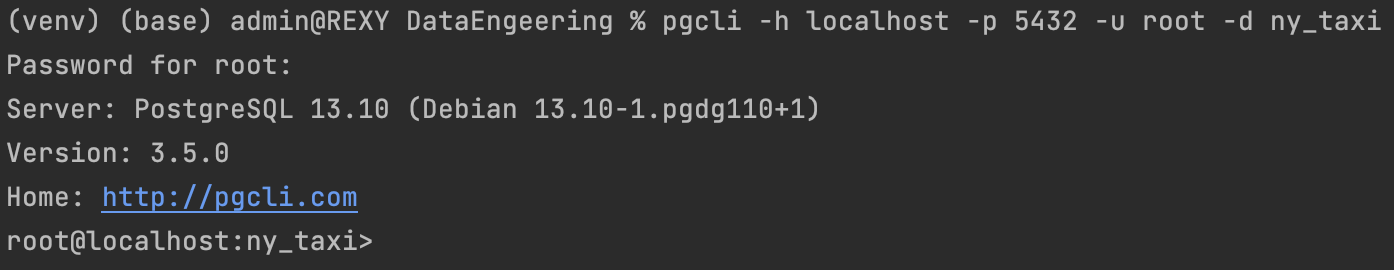 (venv) (base) admin@REXY DataEngeering % pgcli -h localhost -p 5432 -u root -d ny_taxi
Password for root:
Server: PostgreSQL 13.10 (Debian 13.10-1.pgdg110+1)
Version: 3.5.0
Home: http://pgcli.com
root@localhost:ny_taxi>